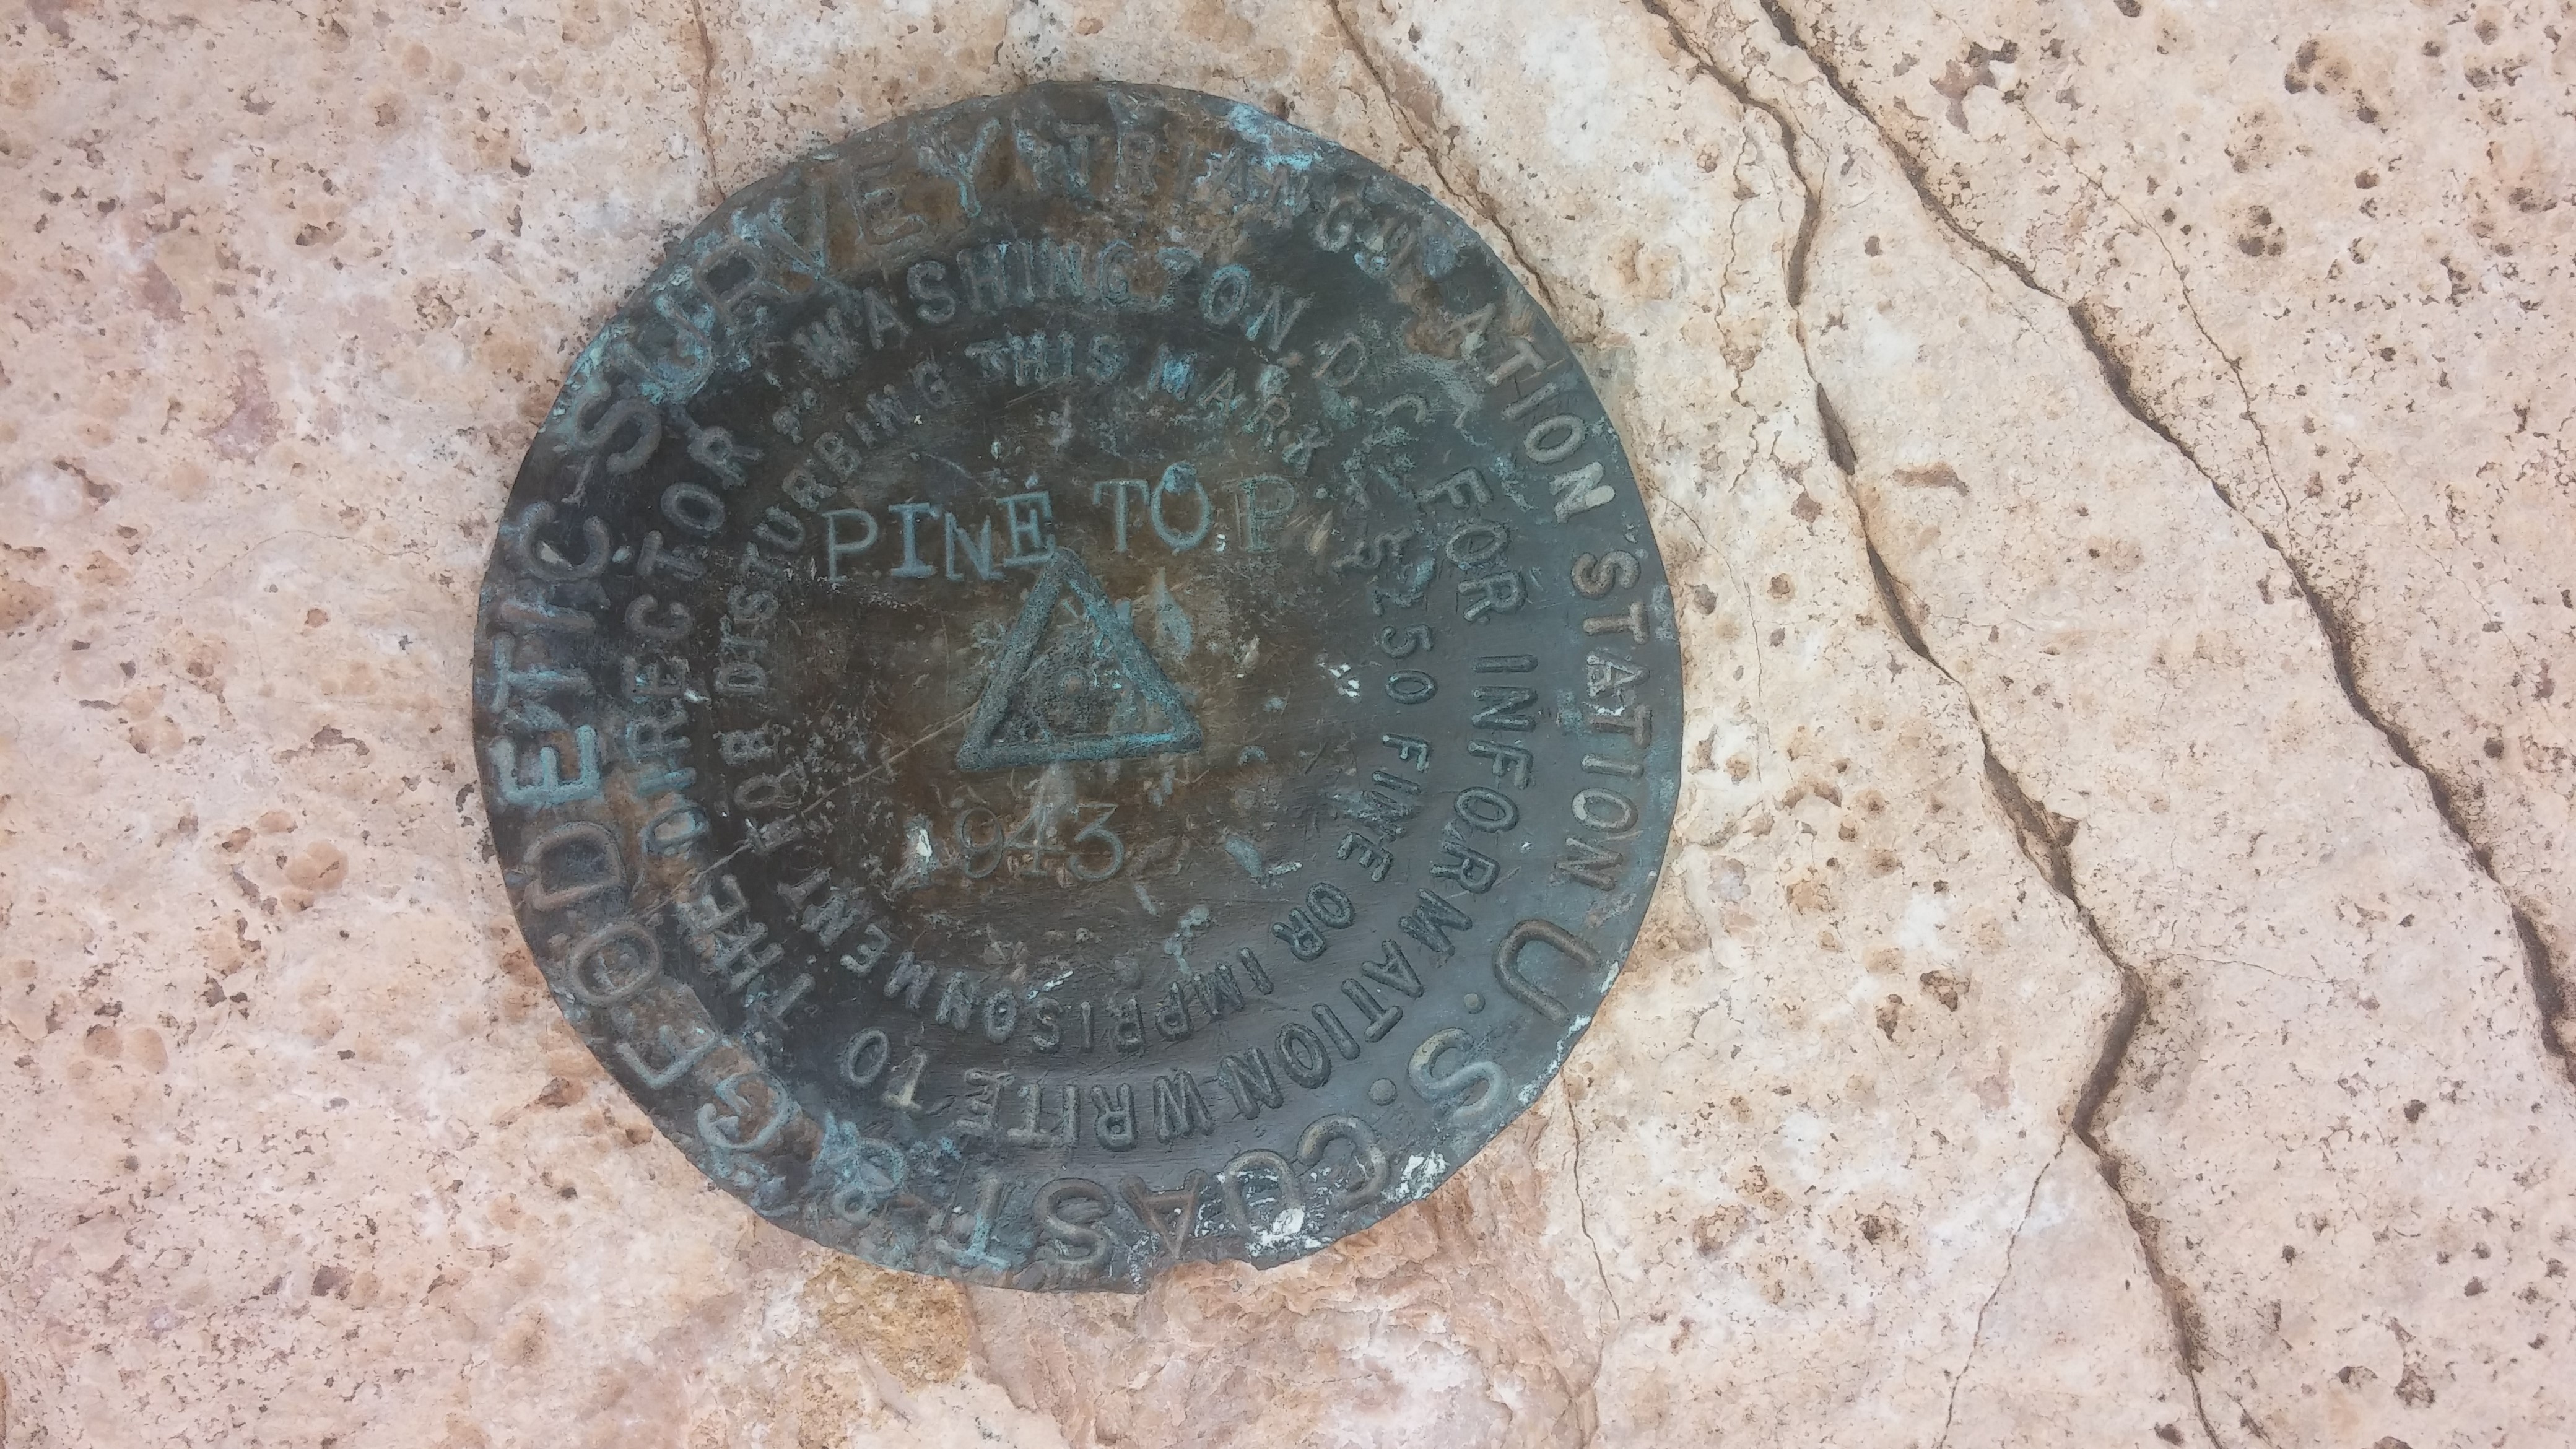 U.S. COAST & GEODETIC SURVEY
TRIANGULATION STATION
FOR INFORMATION WRITE TO THE DIRECTOR WASHINGTON D.C.
$250 FINE OR IMPRISONMENT FOR DISTURBING THIS MARK
PINE TOP
1943